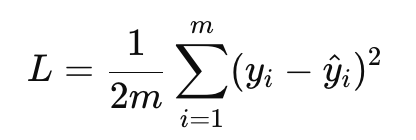 L = \frac{1}{2m} \sum_{i=1}^{m} (y_i - \hat{y}_i)^2